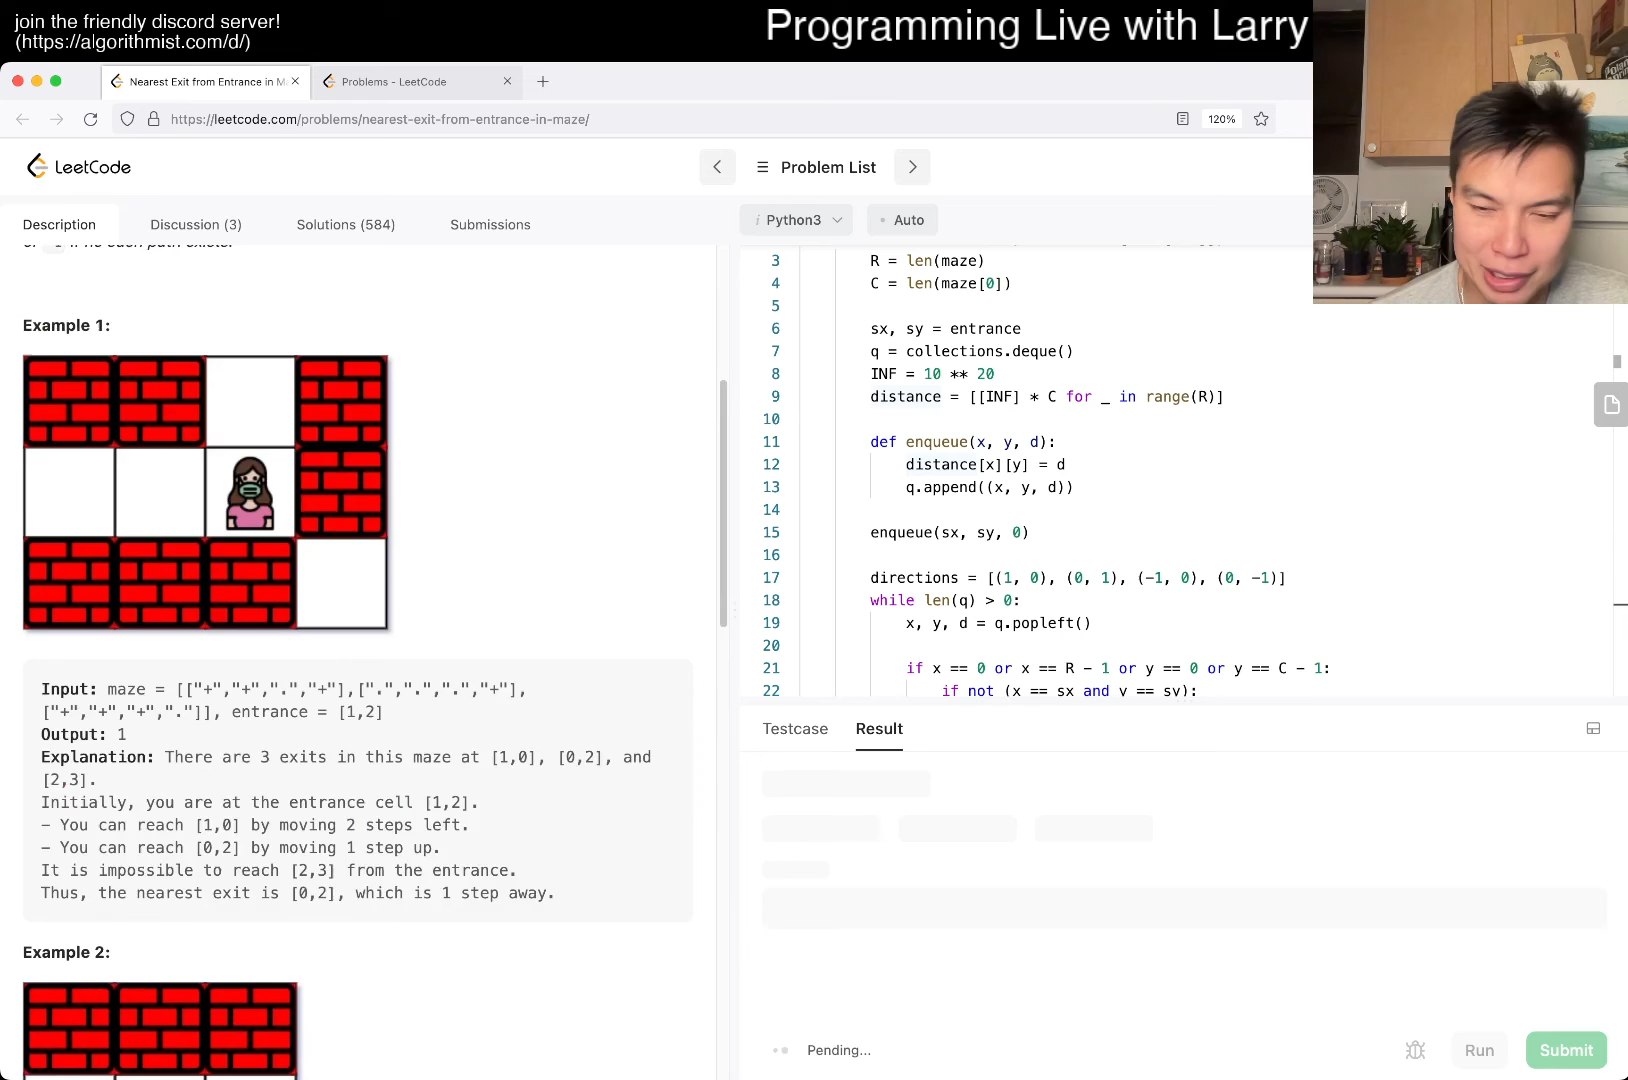 join the friendly discord server!
(https://algorithmist.com/d/)
Programming Live with Larry
Nearest Exit from Entrance in M
Problems - LeetCode
https://leetcode.com/problems/nearest-exit-from-entrance-in-maze/
120%
LeetCode
Problem List
Description
Discussion (3)
Solutions (584)
Submissions
Python3
Auto
Example 1:
Input: maze = [["+","+",".","+"],[".",".",".","+"],
["+","+","+","."]], entrance = [1,2]
Output: 1
Explanation: There are 3 exits in this maze at [1,0], [0,2], and
[2,3].
Initially, you are at the entrance cell [1,2].
- You can reach [1,0] by moving 2 steps left.
- You can reach [0,2] by moving 1 step up.
It is impossible to reach [2,3] from the entrance.
Thus, the nearest exit is [0,2], which is 1 step away.
Example 2:
3 R = len(maze)
4 C = len(maze[0])
5
6 sx, sy = entrance
7 q = collections.deque()
8 INF = 10 ** 20
9 distance = [[INF] * C for _ in range(R)]
10
11 def enqueue(x, y, d):
12 distance[x][y] = d
13 q.append((x, y, d))
14
15 enqueue(sx, sy, 0)
16
17 directions = [(1, 0), (0, 1), (-1, 0), (0, -1)]
18 while len(q) > 0:
19 x, y, d = q.popleft()
20
21 if x == 0 or x == R - 1 or y == 0 or y == C - 1:
22 if not (x == sx and y == sy):
Testcase
Result
Pending...
Run
Submit